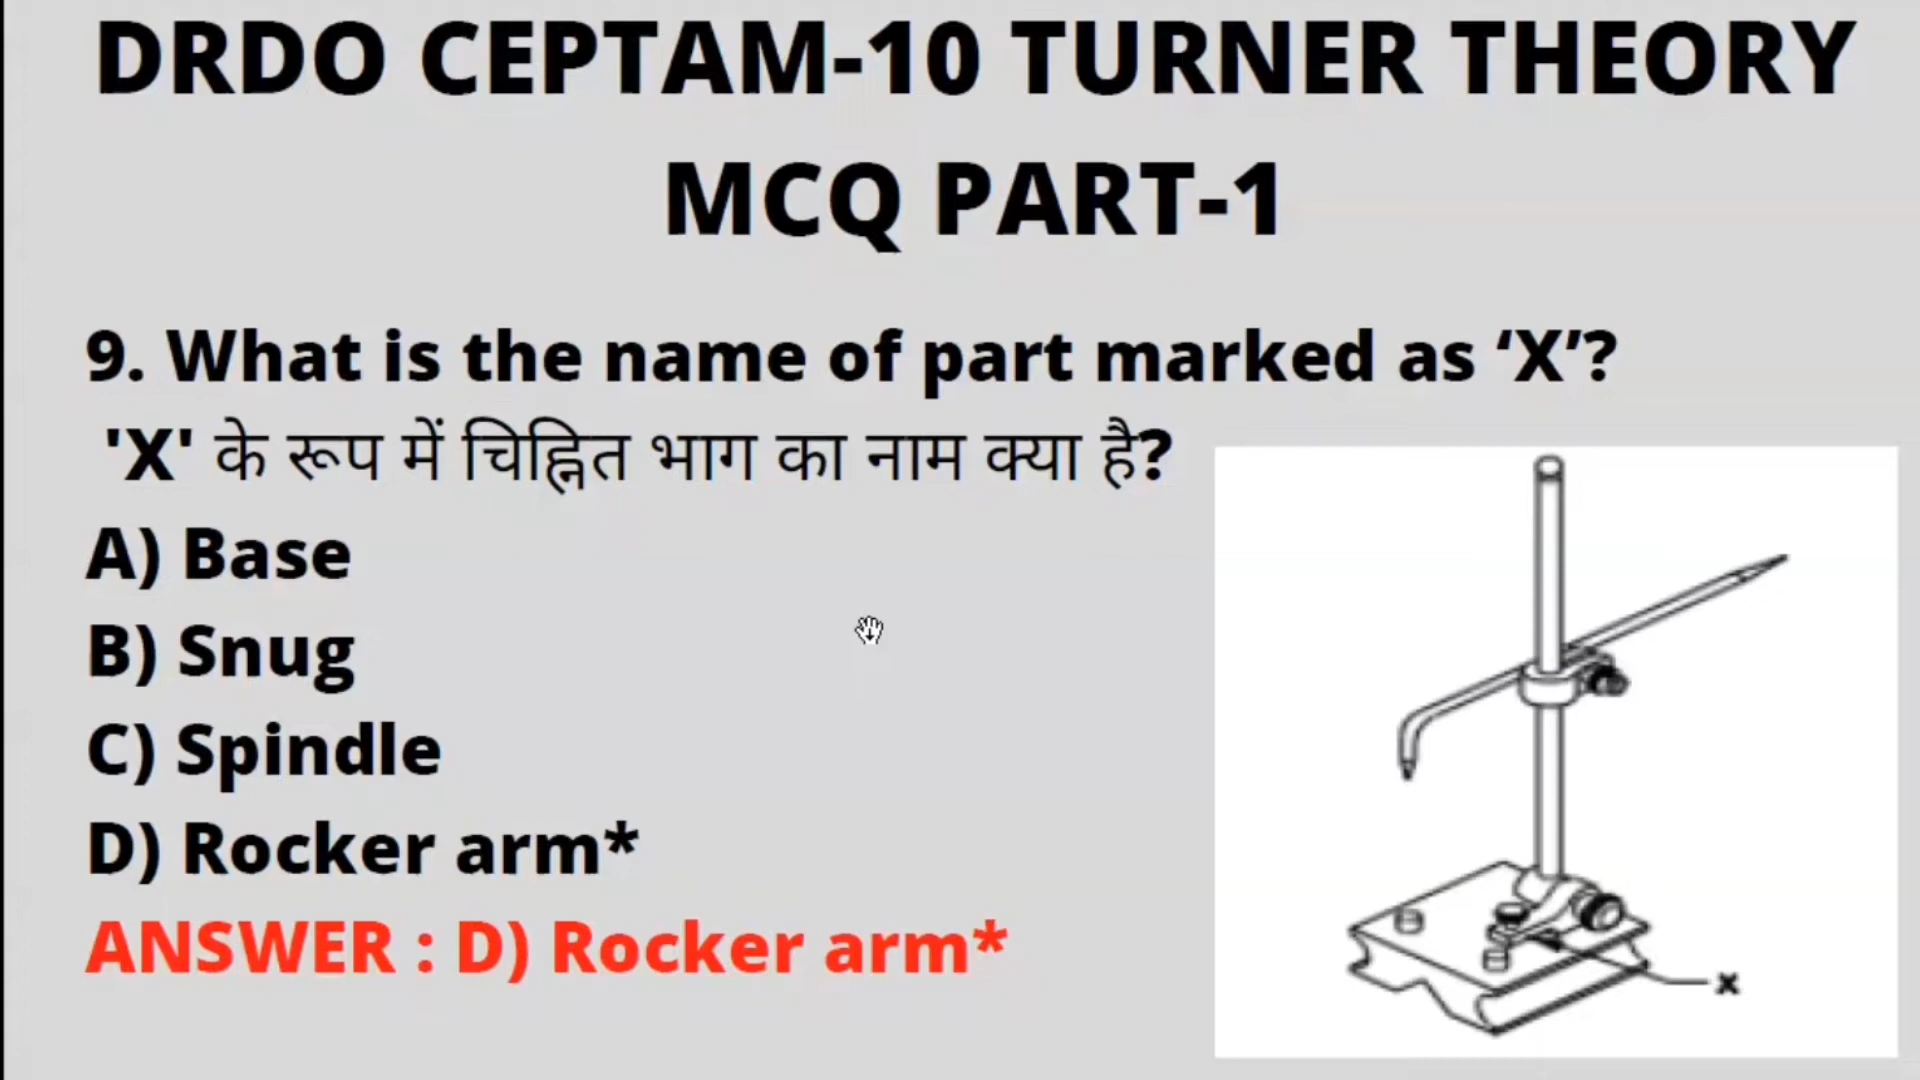 DRDO CEPTAM-10 TURNER THEORY
MCQ PART-1
9. What is the name of part marked as ‘X’?
'X' के रूप में चिह्नित भाग का नाम क्या है?
A) Base
B) Snug
C) Spindle
D) Rocker arm*
ANSWER : D) Rocker arm*
X